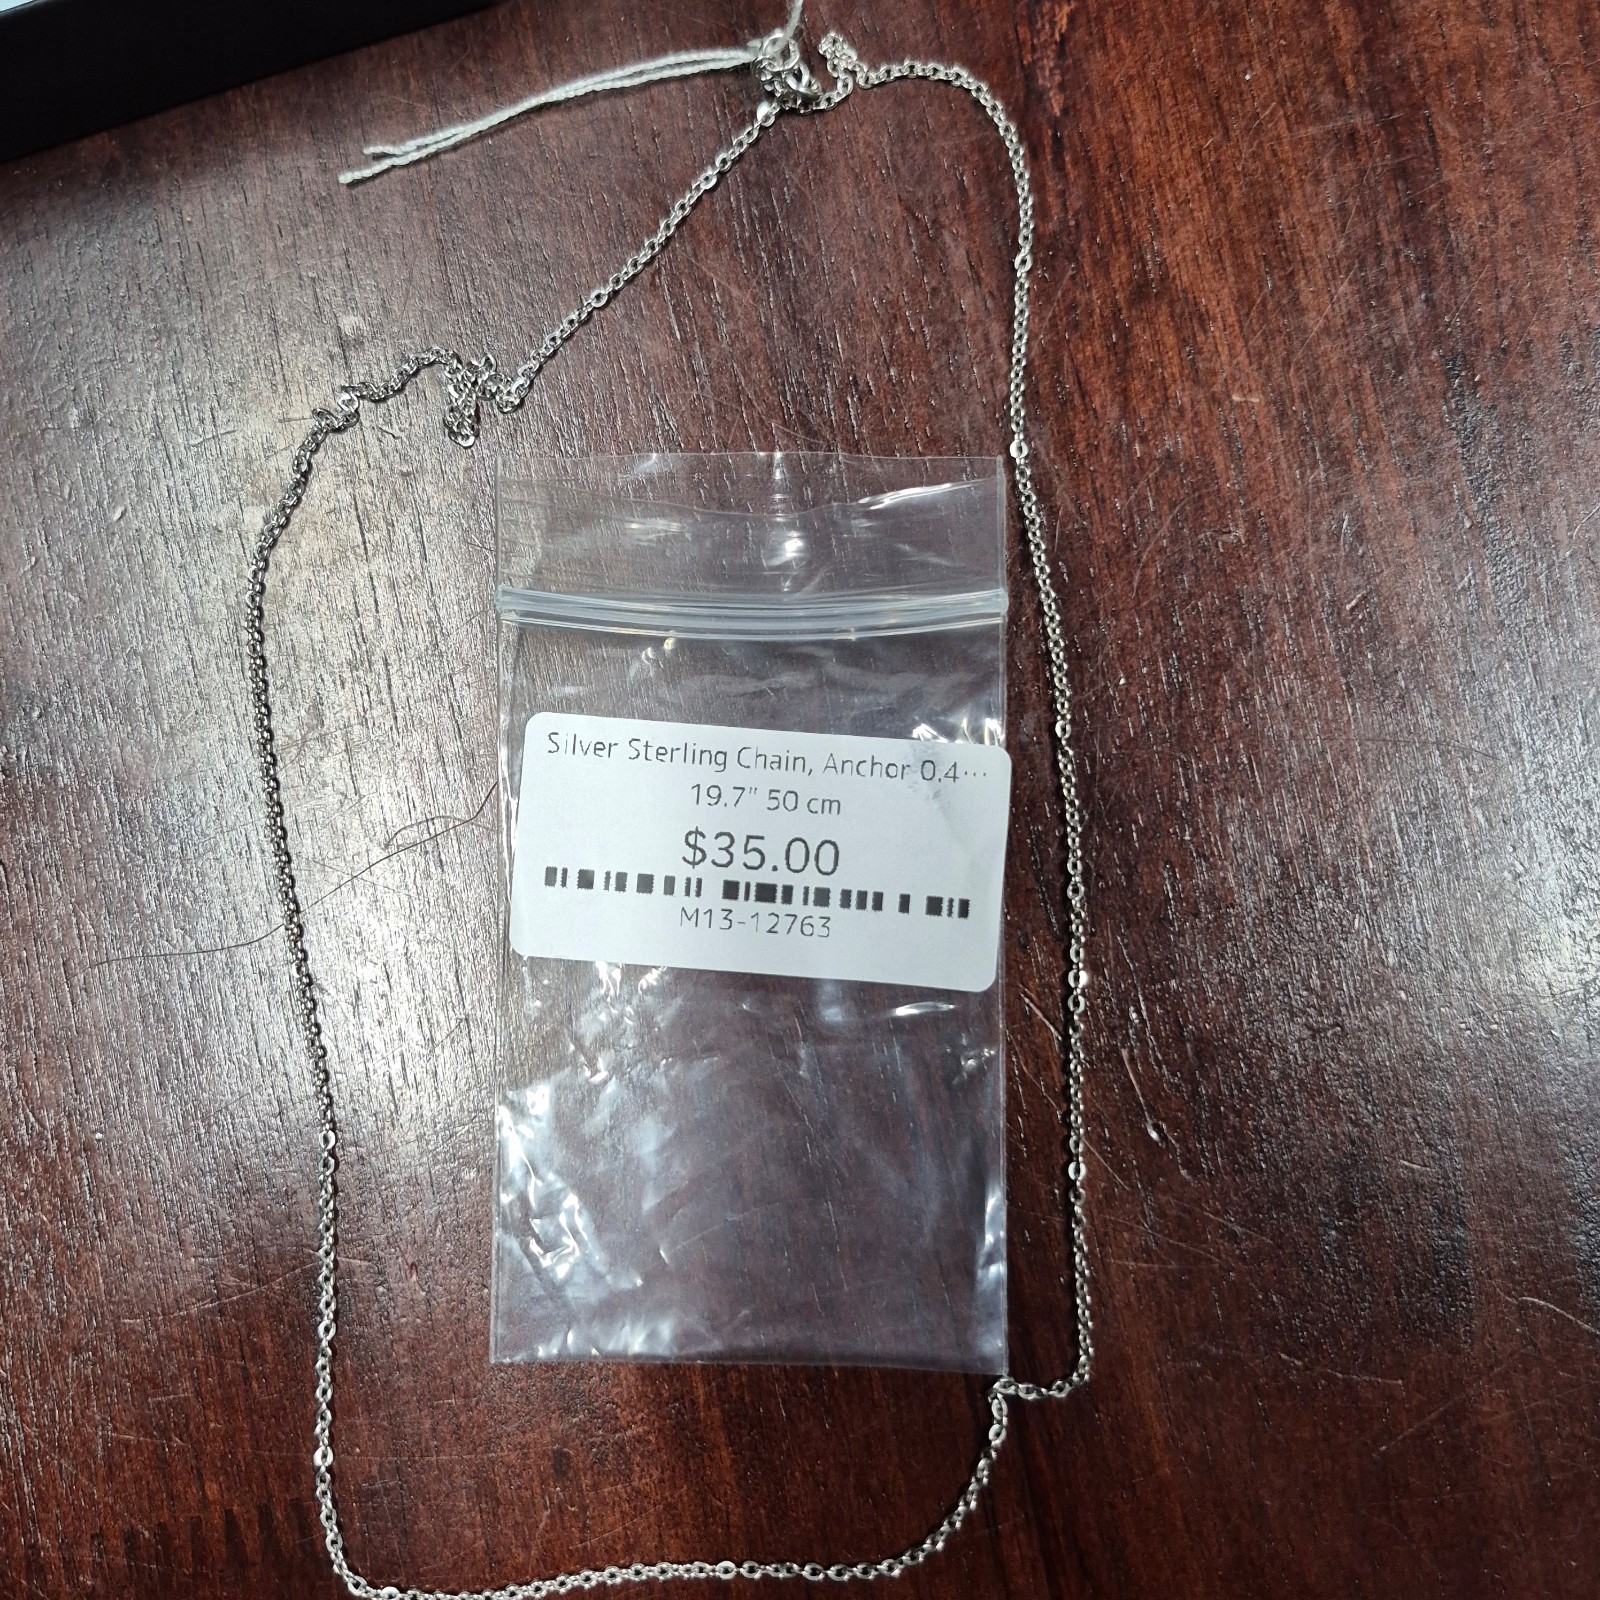 Silver Sterling Chain, Anchor 0.4...
19.7" 50 cm
$35.00
M13-12763